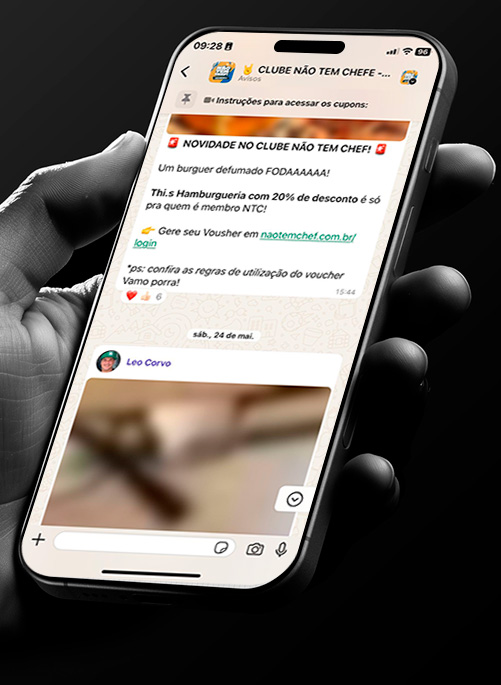 09:28
96
🤘 CLUBE NÃO TEM CHEFE -...
Avisos
Instruções para acessar os cupons:
🚨 NOVIDADE NO CLUBE NÃO TEM CHEF! 🚨
Um burguer defumado FODAAAAAA!
Thi.s Hamburgueria com 20% de desconto é só
pra quem é membro NTC!
👉 Gere seu Vousher em naotemchef.com.br/
login
*ps: confira as regras de utilização do voucher
Vamo porra!
15:44
❤️ 👍🏻 6
sáb., 24 de mai.
Leo Corvo